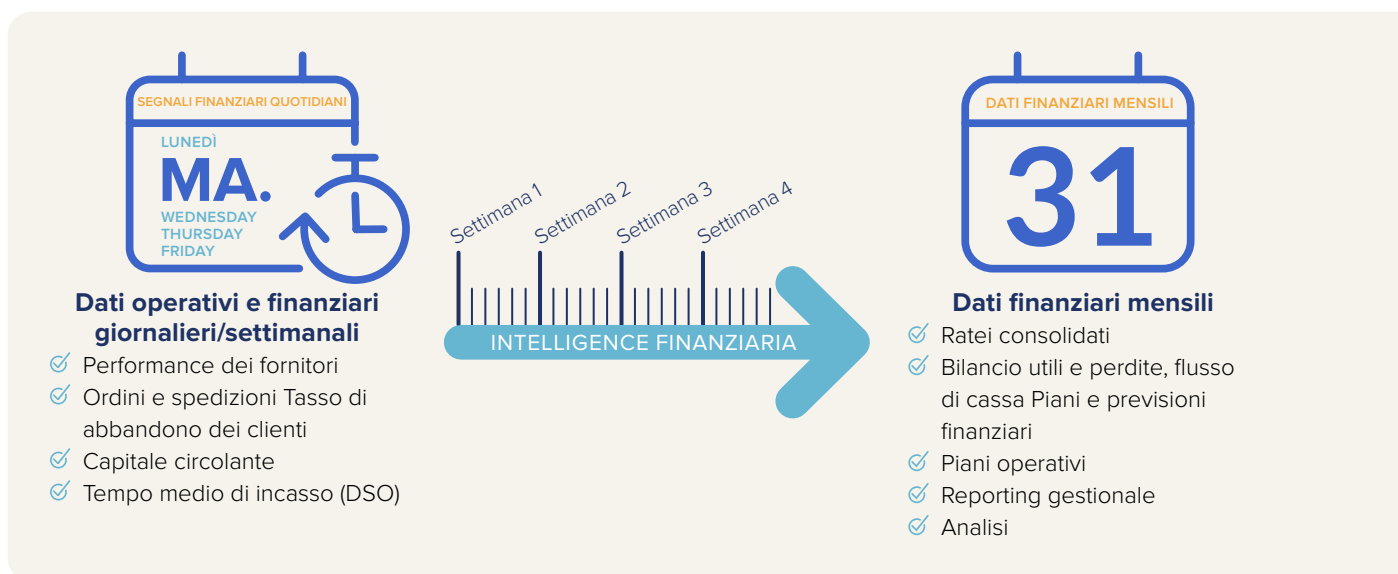 SEGNALI FINANZIARI QUOTIDIANI
LUNEDÌ
MA.
WEDNESDAY
THURSDAY
FRIDAY
Dati operativi e finanziari
giornalieri/settimanali
Performance dei fornitori
Ordini e spedizioni Tasso di
abbandono dei clienti
Capitale circolante
Tempo medio di incasso (DSO)
Settimana 1
Settimana 2
Settimana 3
Settimana 4
INTELLIGENCE FINANZIARIA
DATI FINANZIARI MENSILI
31
Dati finanziari mensili
Ratei consolidati
Bilancio utili e perdite, flusso
di cassa Piani e previsioni
finanziari
Piani operativi
Reporting gestionale
Analisi